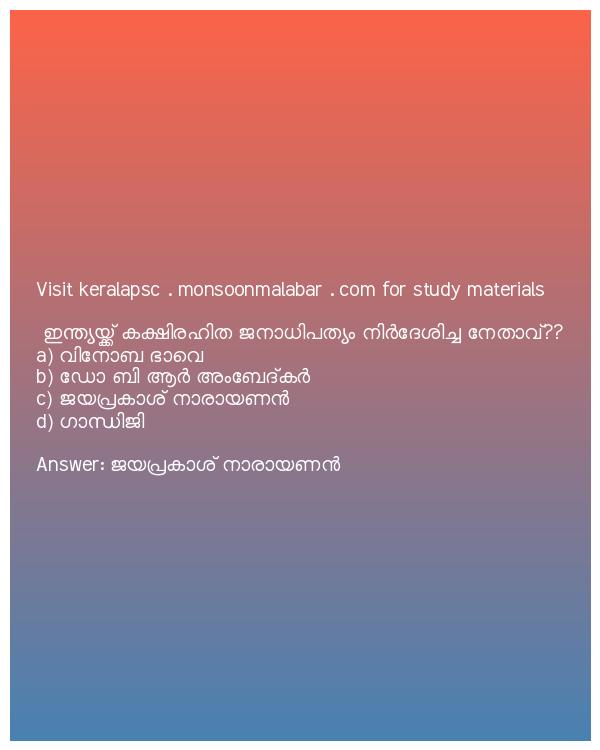 Visit keralapsc . monsoonmalabar . com for study materials
ഇന്ത്യയ്ക്ക് കക്ഷിരഹിത ജനാധിപത്യം നിർദേശിച്ച നേതാവ്??
a) വിനോബ ഭാവെ
b) ഡോ ബി ആർ അംബേദ്കർ
c) ജയപ്രകാശ് നാരായണൻ
d) ഗാന്ധിജി
Answer: ജയപ്രകാശ് നാരായണൻ